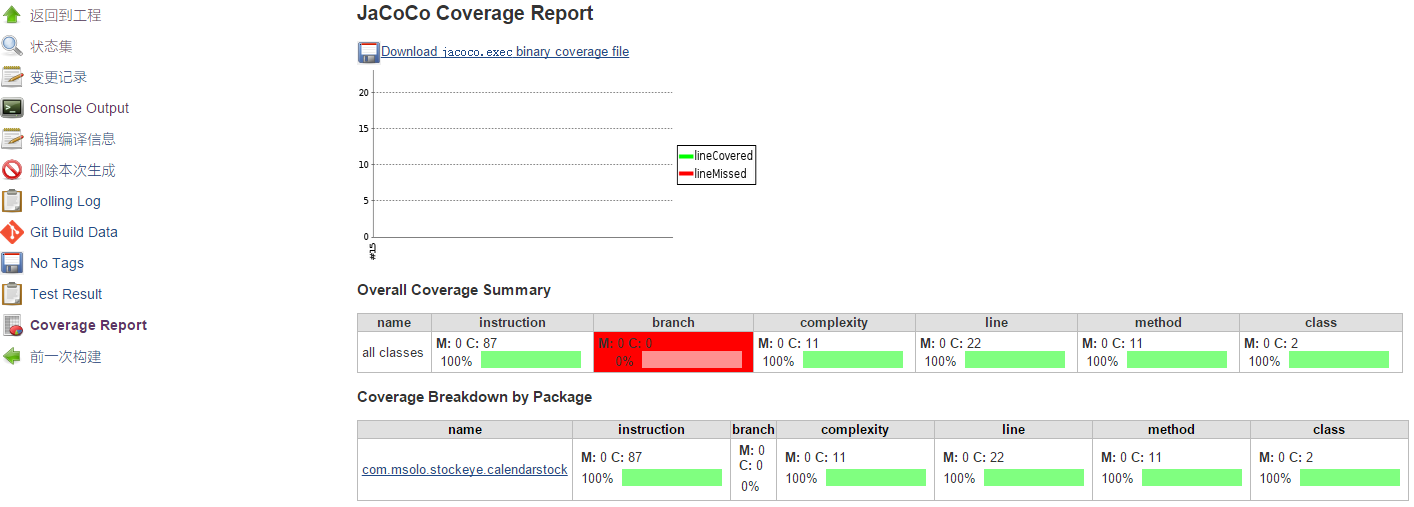 返回到工程
状态集
变更记录
Console Output
编辑编译信息
删除本次生成
Polling Log
Git Build Data
No Tags
Test Result
Coverage Report
前一次构建
JaCoCo Coverage Report
Download jacoco.exec binary coverage file
20
15
10
5
0
#15
lineCovered
lineMissed
Overall Coverage Summary
name instruction branch complexity line method class
all classes
M: 0 C: 87
100%
M: 0 C: 0
0%
M: 0 C: 11
100%
M: 0 C: 22
100%
M: 0 C: 11
100%
M: 0 C: 2
100%
Coverage Breakdown by Package
name instruction branch complexity line method class
com.msolo.stockeye.calendarstock
M: 0 C: 87
100%
M: 0
C: 0
0%
M: 0 C: 11
100%
M: 0 C: 22
100%
M: 0 C: 11
100%
M: 0 C: 2
100%